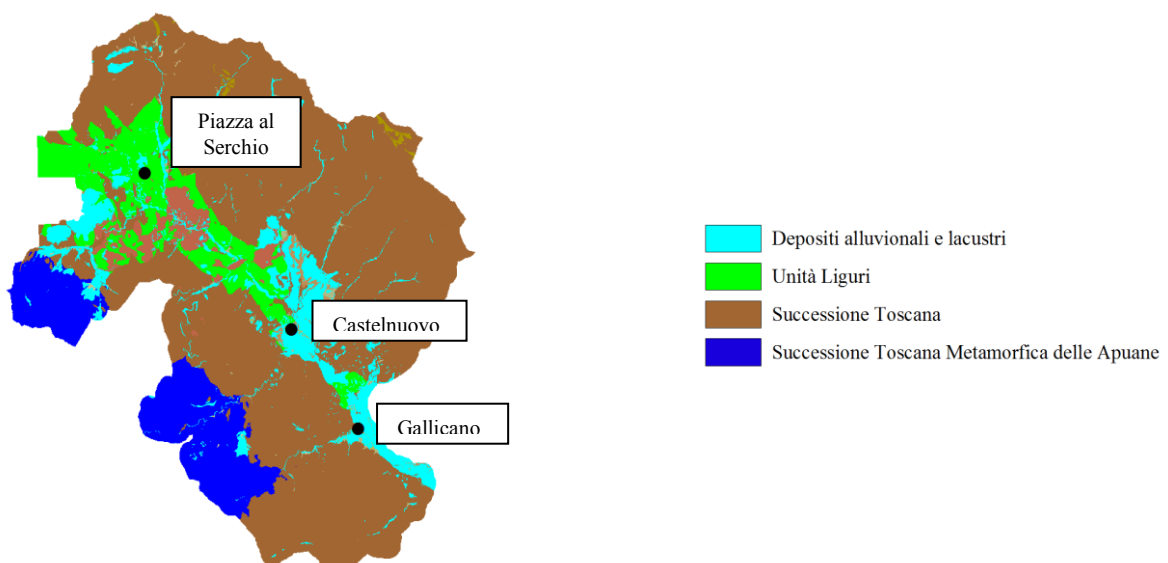 Piazza al
Serchio
Castelnuovo
Gallicano
Depositi alluvionali e lacustri
Unità Liguri
Successione Toscana
Successione Toscana Metamorfica delle Apuane